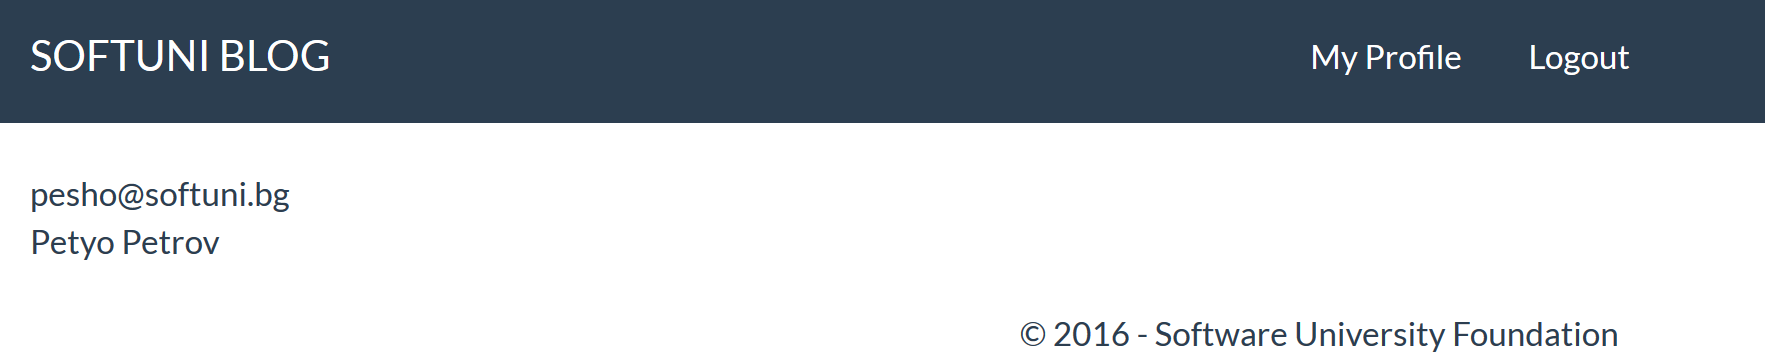 SOFTUNI BLOG My Profile Logout
pesho@softuni.bg
Petyo Petrov
© 2016 - Software University Foundation